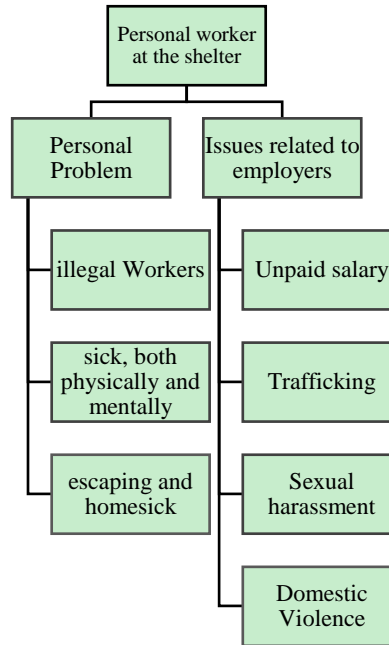 Personal worker
at the shelter
Personal
Problem
illegal Workers
sick, both
physically and
mentally
escaping and
homesick
Issues related to
employers
Unpaid salary
Trafficking
Sexual
harassment
Domestic
Violence